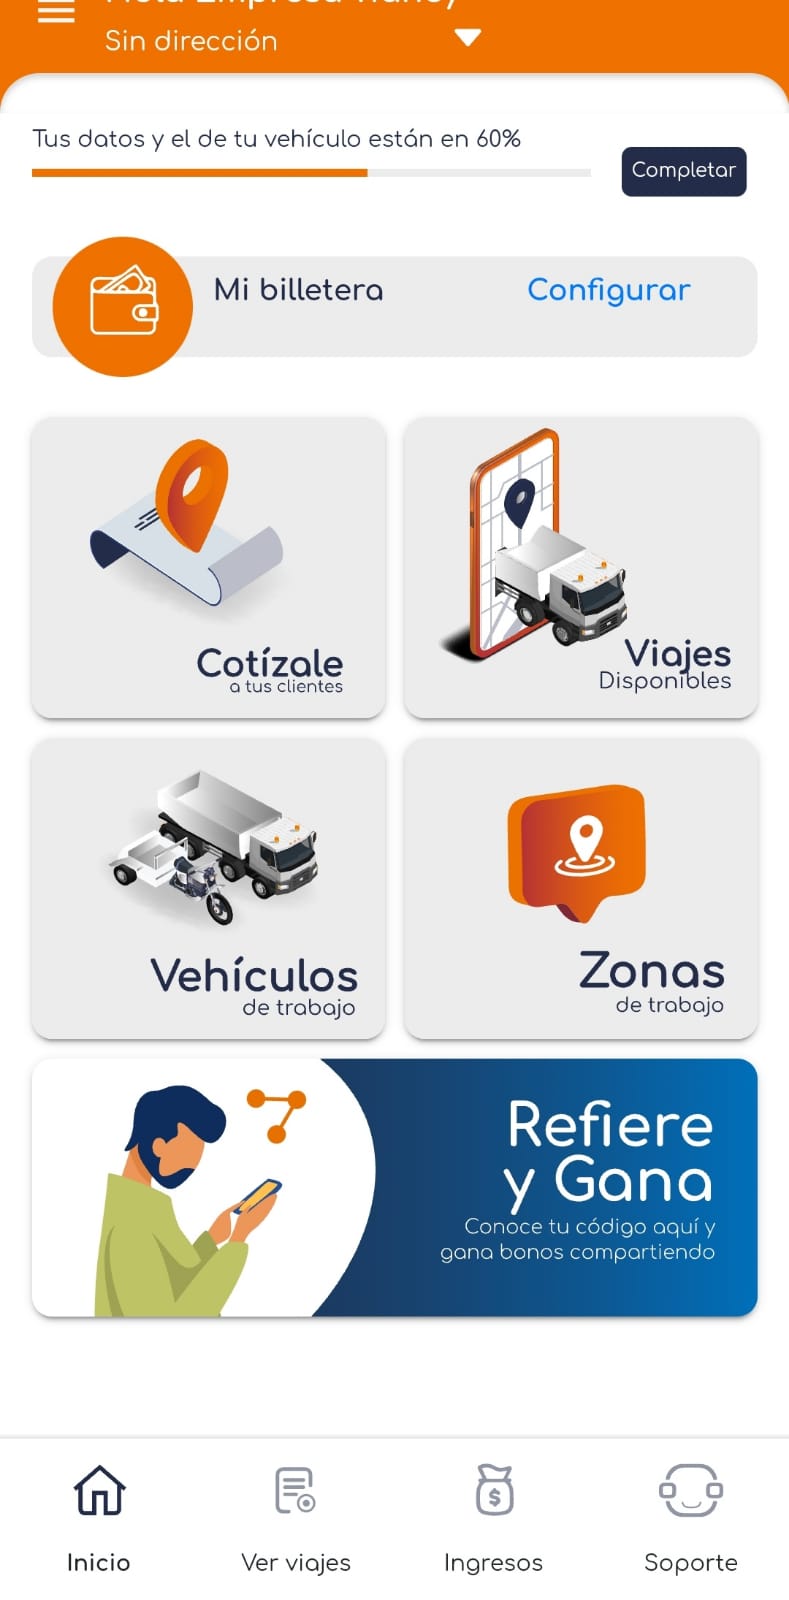 Sin dirección
Tus datos y el de tu vehículo están en 60%
Completar
Mi billetera
Configurar
Cotízale
a tus clientes
Viajes
Disponibles
Vehículos
de trabajo
Zonas
de trabajo
Refiere
y Gana
Conoce tu código aquí y
gana bonos compartiendo
$
Inicio
Ver viajes
Ingresos
Soporte